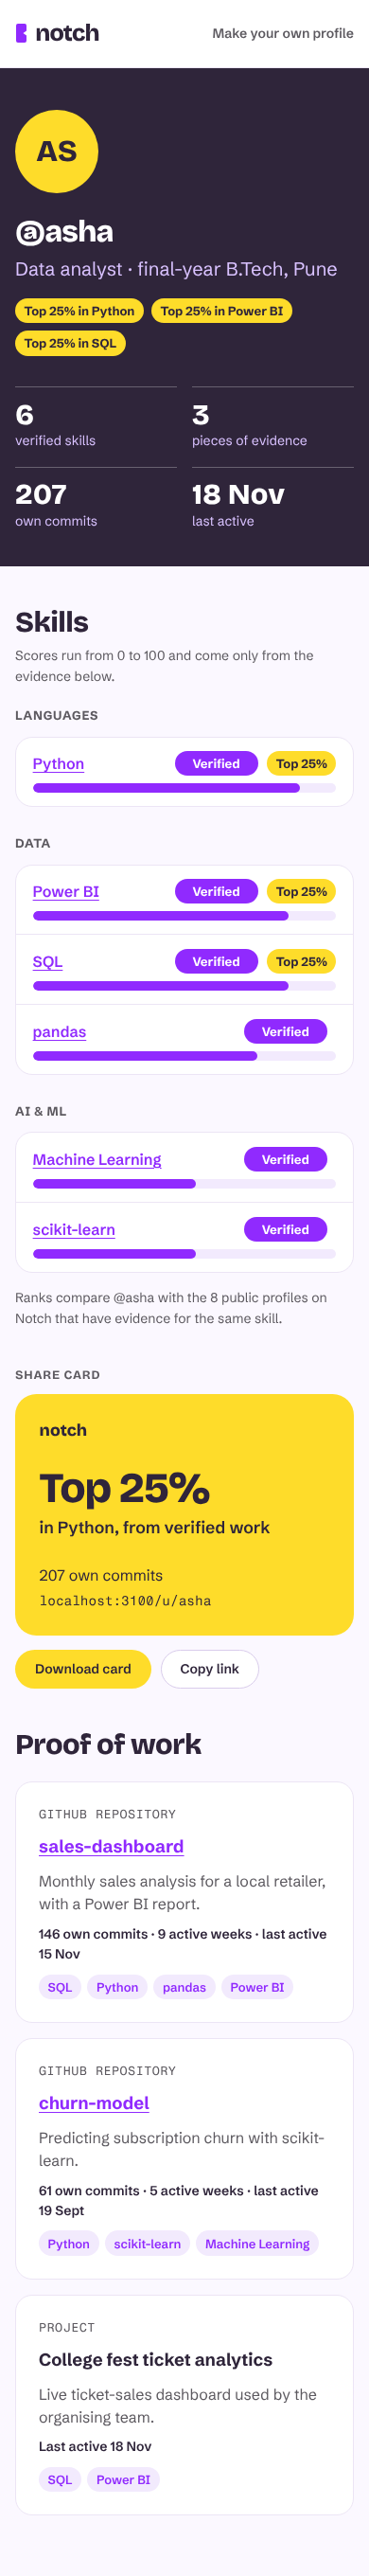 notch
Make your own profile
AS
@asha
Data analyst · final-year B.Tech, Pune
Top 25% in Python
Top 25% in Power BI
Top 25% in SQL
6
verified skills
3
pieces of evidence
207
own commits
18 Nov
last active
Skills
Scores run from 0 to 100 and come only from the
evidence below.
LANGUAGES
Python
Verified
Top 25%
DATA
Power BI
Verified
Top 25%
SQL
Verified
Top 25%
pandas
Verified
AI & ML
Machine Learning
Verified
scikit-learn
Verified
Ranks compare @asha with the 8 public profiles on
Notch that have evidence for the same skill.
SHARE CARD
notch
Top 25%
in Python, from verified work
207 own commits
localhost:3100/u/asha
Download card
Copy link
Proof of work
GITHUB REPOSITORY
sales-dashboard
Monthly sales analysis for a local retailer,
with a Power BI report.
146 own commits · 9 active weeks · last active
15 Nov
SQL
Python
pandas
Power BI
GITHUB REPOSITORY
churn-model
Predicting subscription churn with scikit-
learn.
61 own commits · 5 active weeks · last active
19 Sept
Python
scikit-learn
Machine Learning
PROJECT
College fest ticket analytics
Live ticket-sales dashboard used by the
organising team.
Last active 18 Nov
SQL
Power BI